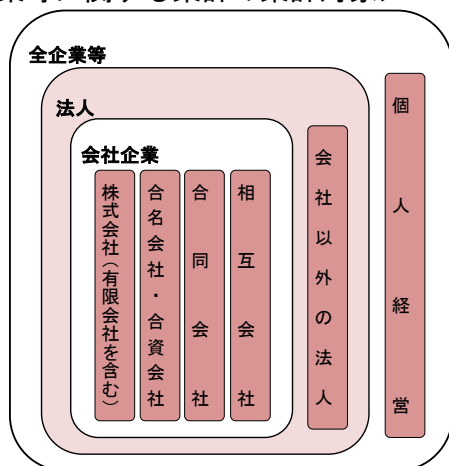 全企業等
法人
会社企業
株式会社(有限会社を含む)
合名会社・合資会社
合同会社
相互会社
会社以外の法人
個人経営